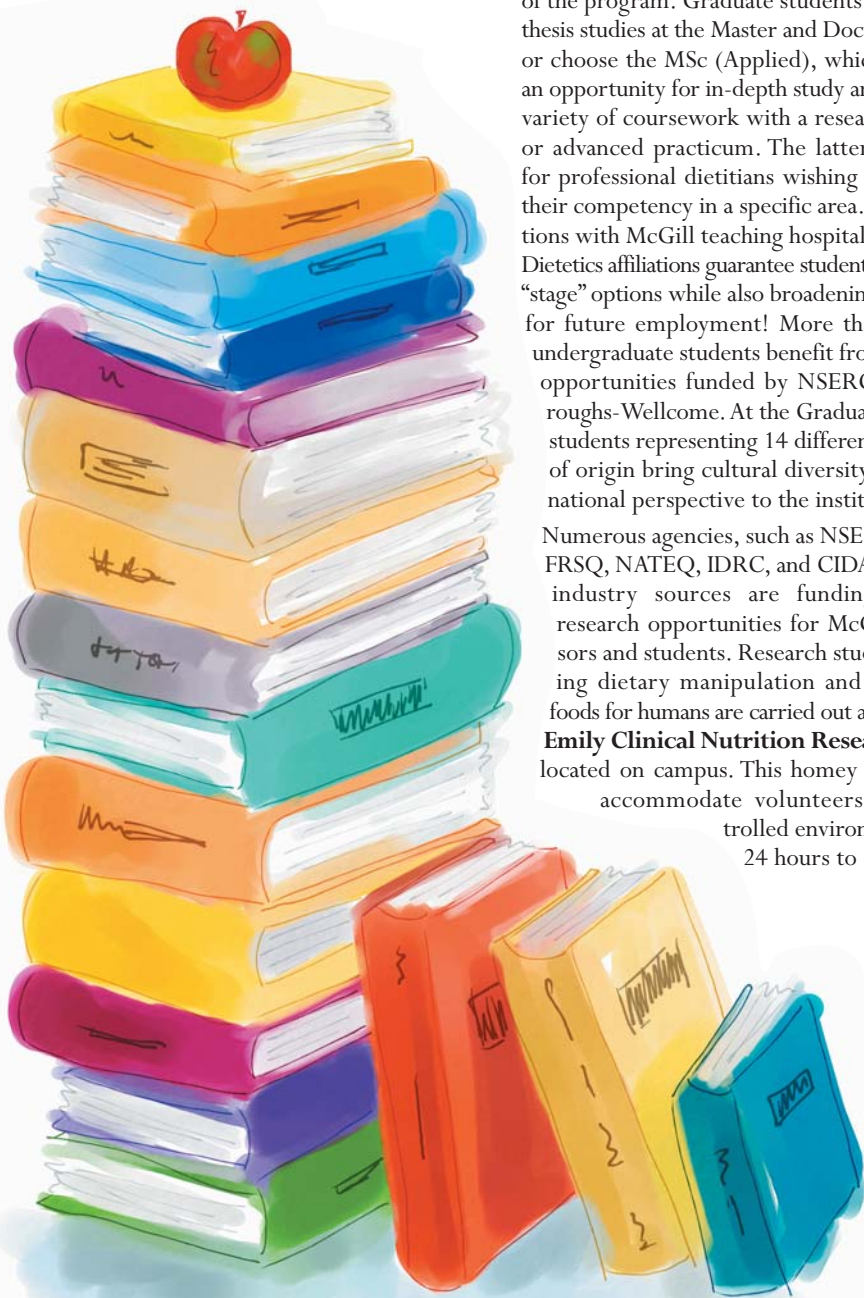 of the program. Graduate students
thesis studies at the Master and Doc
or choose the MSc (Applied), whic
an opportunity for in-depth study an
variety of coursework with a resea
or advanced practicum. The latter
for professional dietitians wishing
their competency in a specific area.
tions with McGill teaching hospital
Dietetics affiliations guarantee student
“stage” options while also broadenin
for future employment! More th
undergraduate students benefit fro
opportunities funded by NSERC
roughs-Wellcome. At the Gradua
students representing 14 differen
of origin bring cultural diversity
national perspective to the instit
Numerous agencies, such as NSE
FRSQ, NATEQ, IDRC, and CIDA
industry sources are fundin
research opportunities for McG
sors and students. Research stu
ing dietary manipulation and
foods for humans are carried out a
Emily Clinical Nutrition Resea
located on campus. This homey
accommodate volunteers
trolled environ
24 hours to